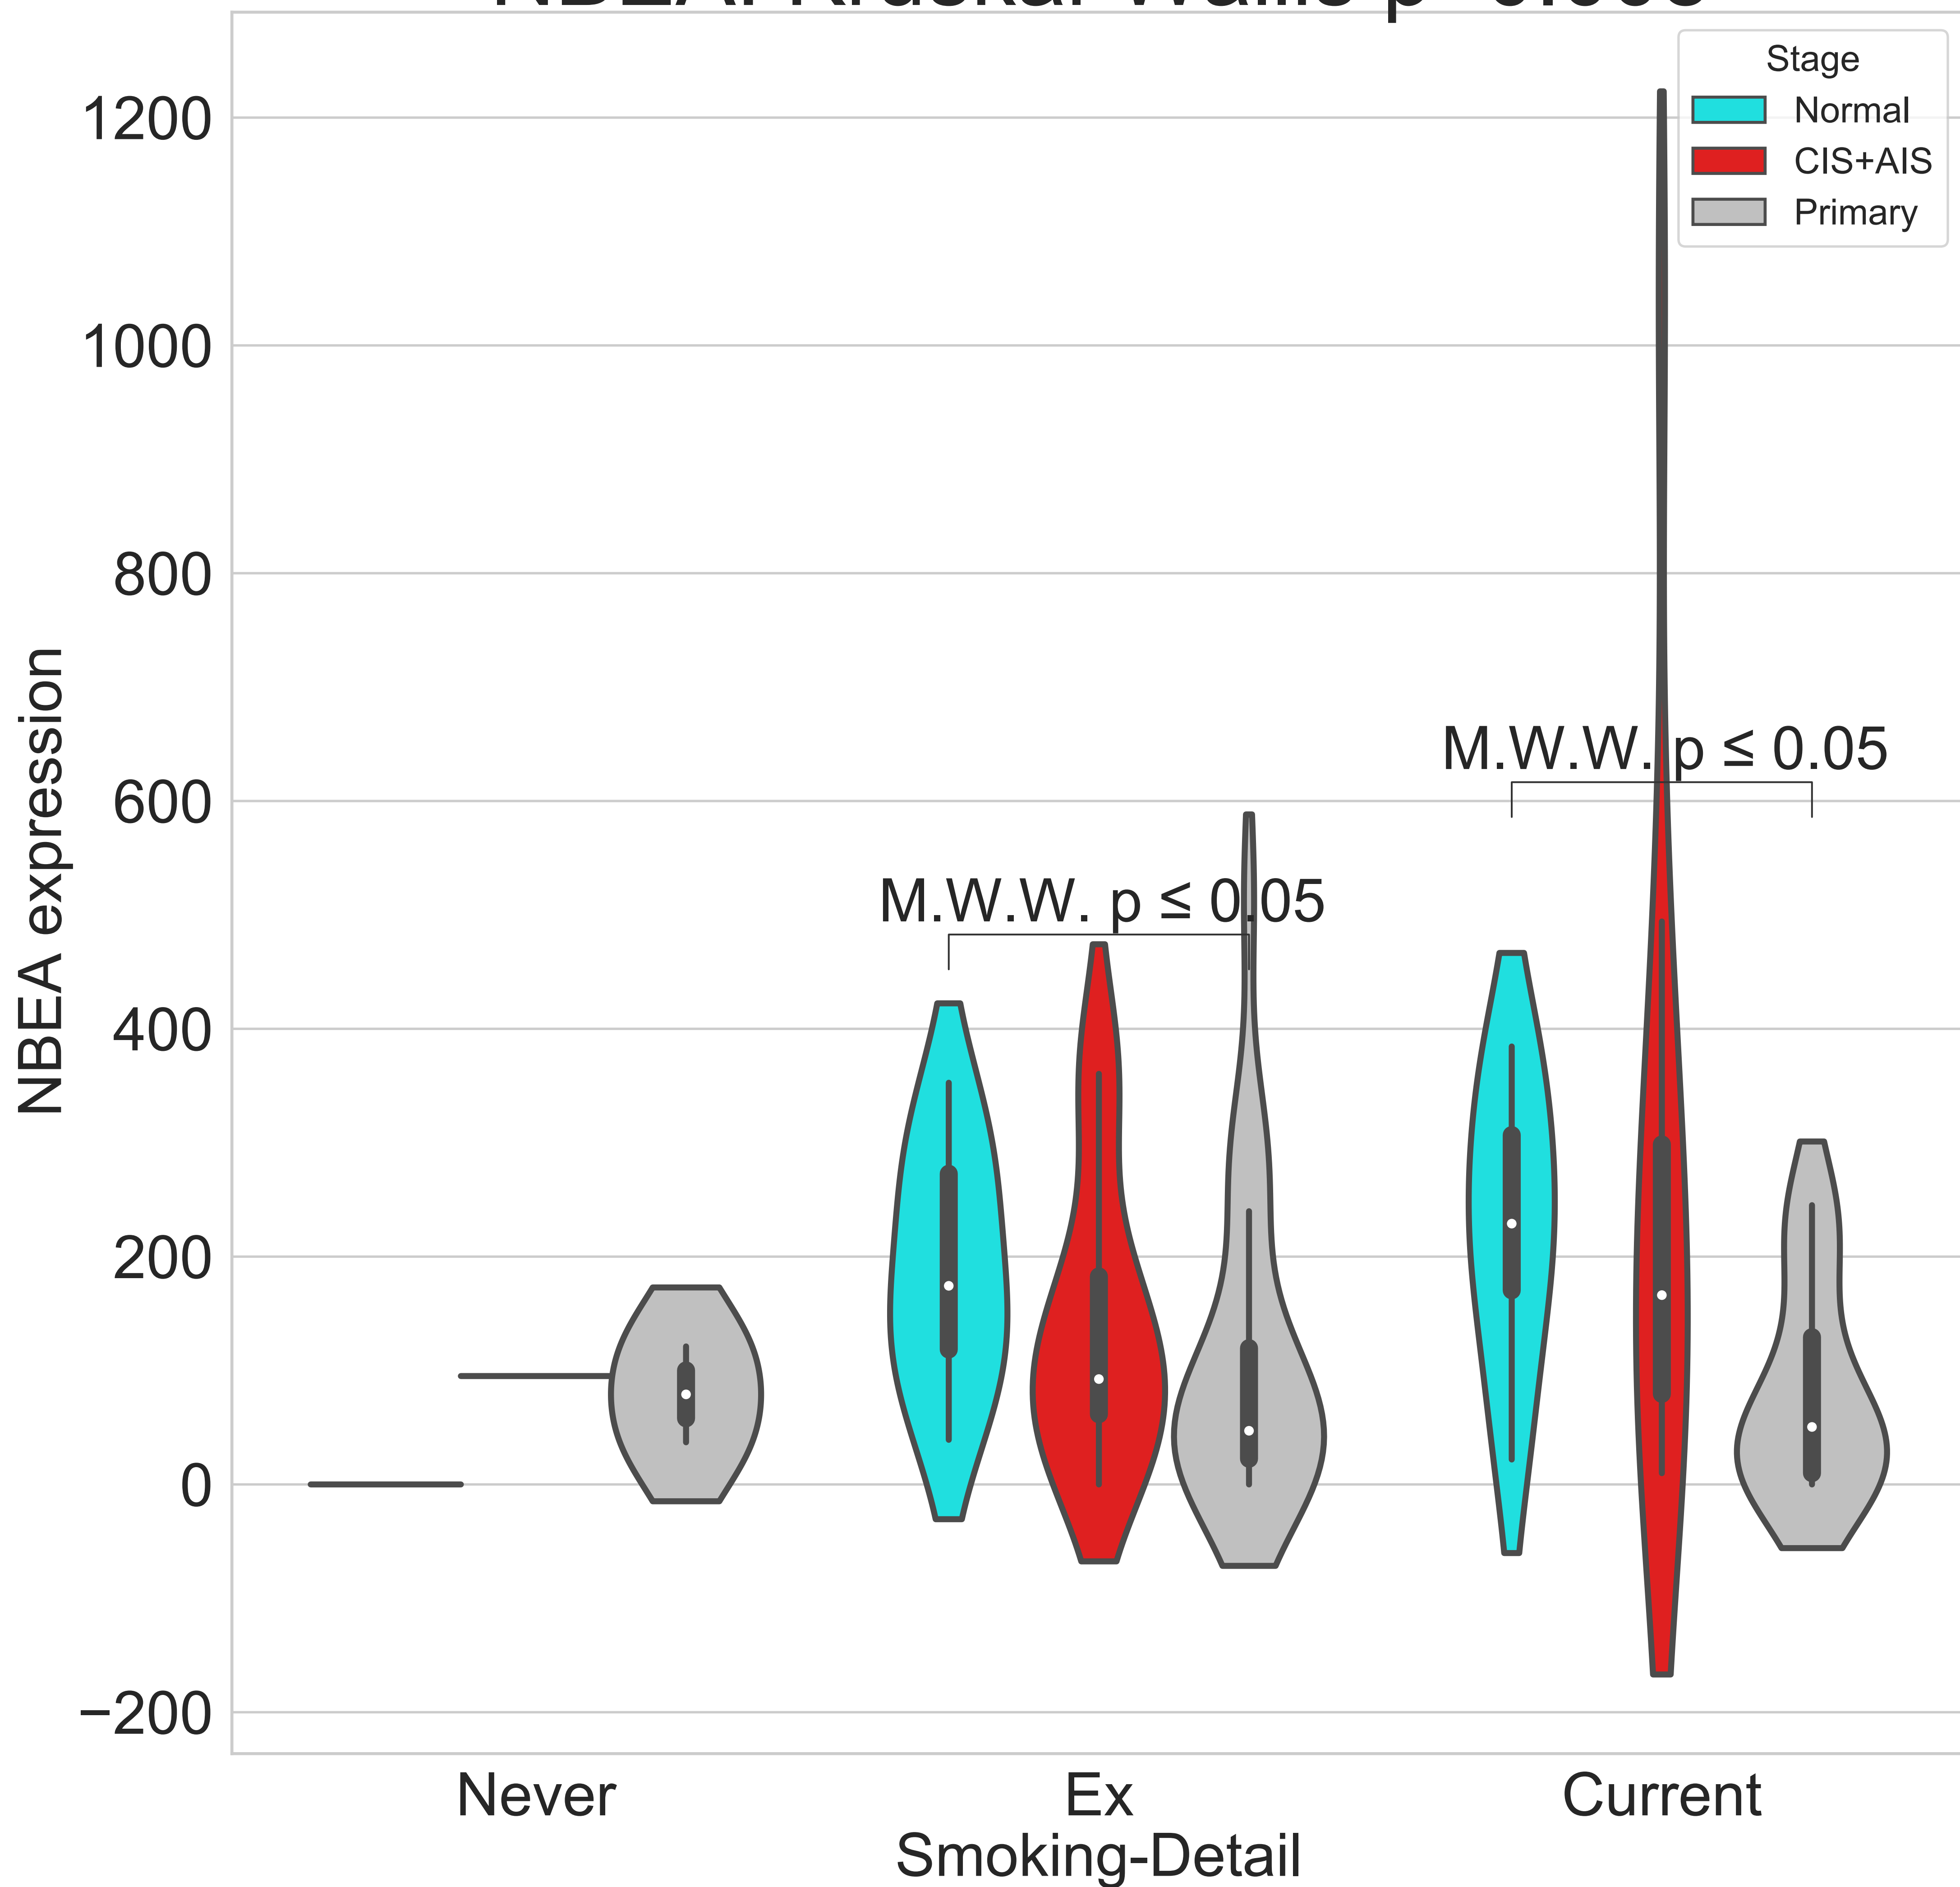 Stage
Normal
CIS+AIS
Primary
1200
1000
800
600
400
200
0
−200
NBEA expression
M.W.W. p ≤ 0.05
M.W.W. p ≤ 0.05
Never
Ex
Current
Smoking-Detail